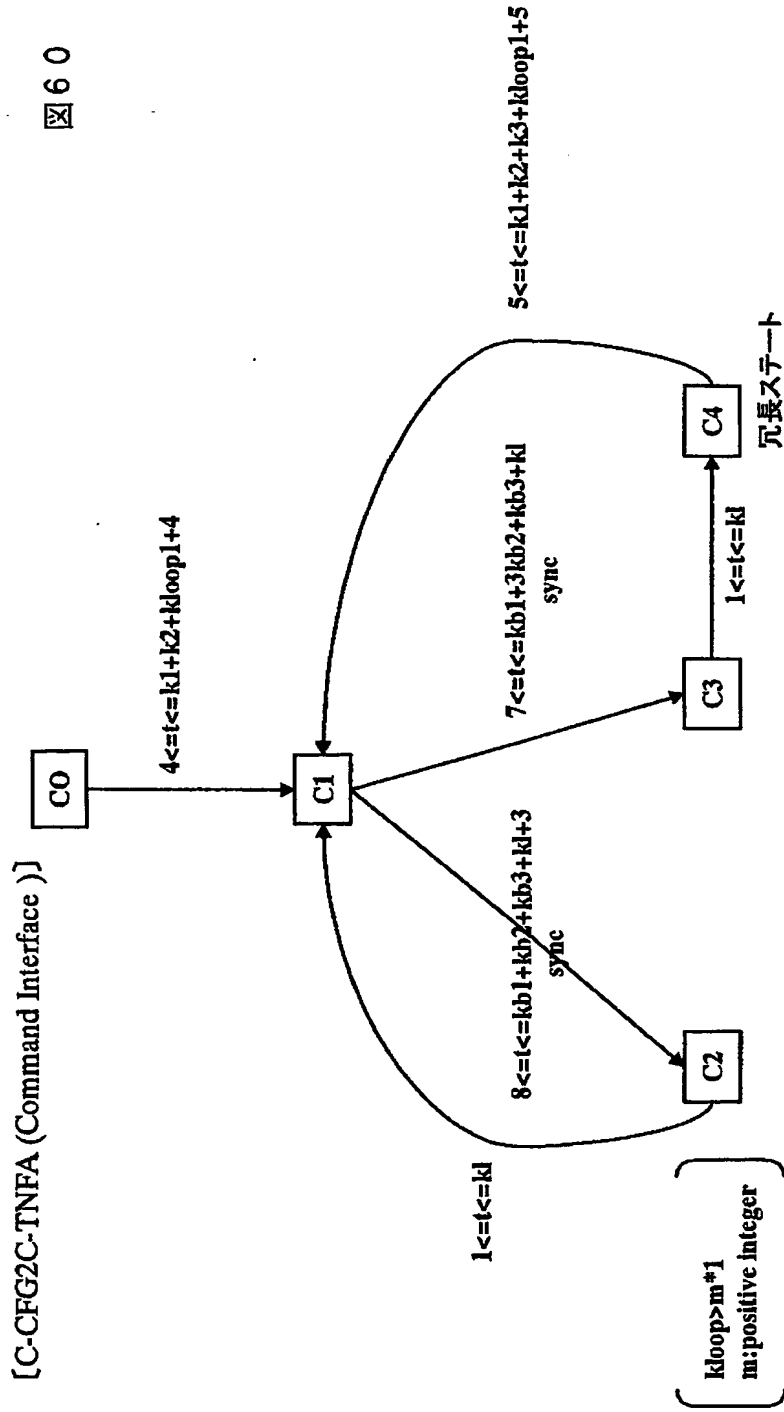 [C-CFG2C-TNFA (Command Interface )]
図60
C0
4<=t<=k1+k2+kloop1+4
C1
1<=t<=kl
8<=t<=kb1+kb2+kb3+kl+3
sync
7<=t<=kb1+3kb2+kb3+kl
sync
5<=t<=k1+k2+k3+kloop1+5
C2
C3
1<=t<=kl
C4
冗長ステート
kloop>m*1
m:positive integer